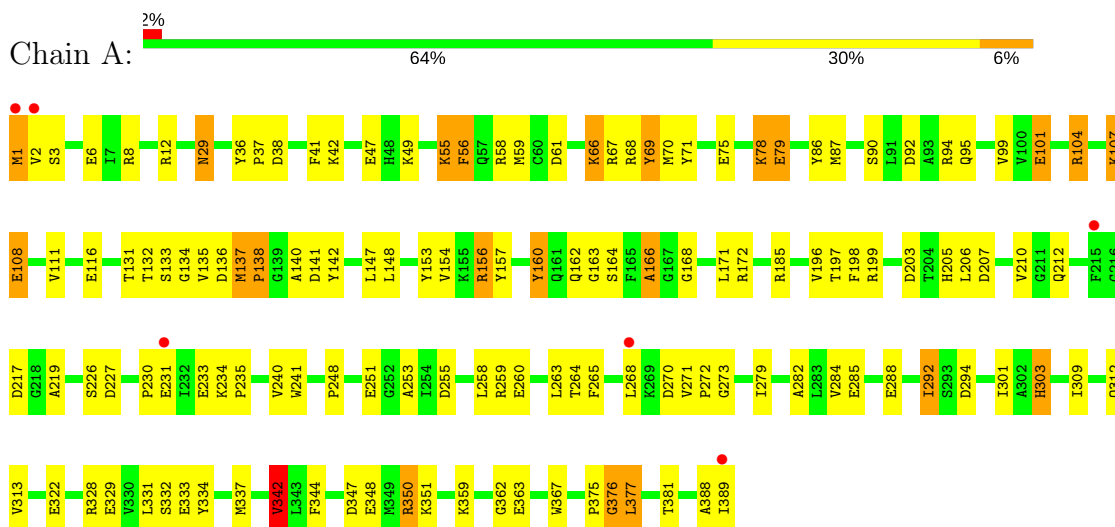 2%
Chain A:
64% 30% 6%
M1 V2 S3 E6 I7 R8 R12 N29 Y36 P37 D38 F41 K42 E47 H48 K49 K55 F56 Q57 R58 M59 C60 D61 K66 R67 R68 Y69 M70 Y71 E75 K78 E79 Y86 M87 S90 L91 D92 A93 R94 Q95 V99 V100 E101 R104 K107
E108 V111 E116 T131 T132 S133 G134 V135 D136 M137 P138 G139 A140 D141 Y142 L147 L148 Y153 V154 K155 R156 Y157 Y160 Q161 Q162 G163 S164 F165 A166 G167 G168 L171 R172 R185 V196 T197 F198 R199 D203 T204 H205 L206 D207 V210 G211 Q212 F215 G216
D217 G218 A219 S226 D227 P230 E231 I232 E233 K234 P235 V240 W241 P248 E251 G252 A253 I254 D255 L258 R259 E260 L263 T264 F265 L268 K269 D270 V271 P272 G273 I279 A282 L283 V284 E285 E288 I292 S293 D294 I301 A302 H303 I309 Q312
V313 E322 R328 E329 V330 L331 S332 E333 Y334 M337 V342 L343 F344 D347 E348 M349 R350 K351 K359 G362 E363 W367 P375 G376 L377 T381 A388 I389